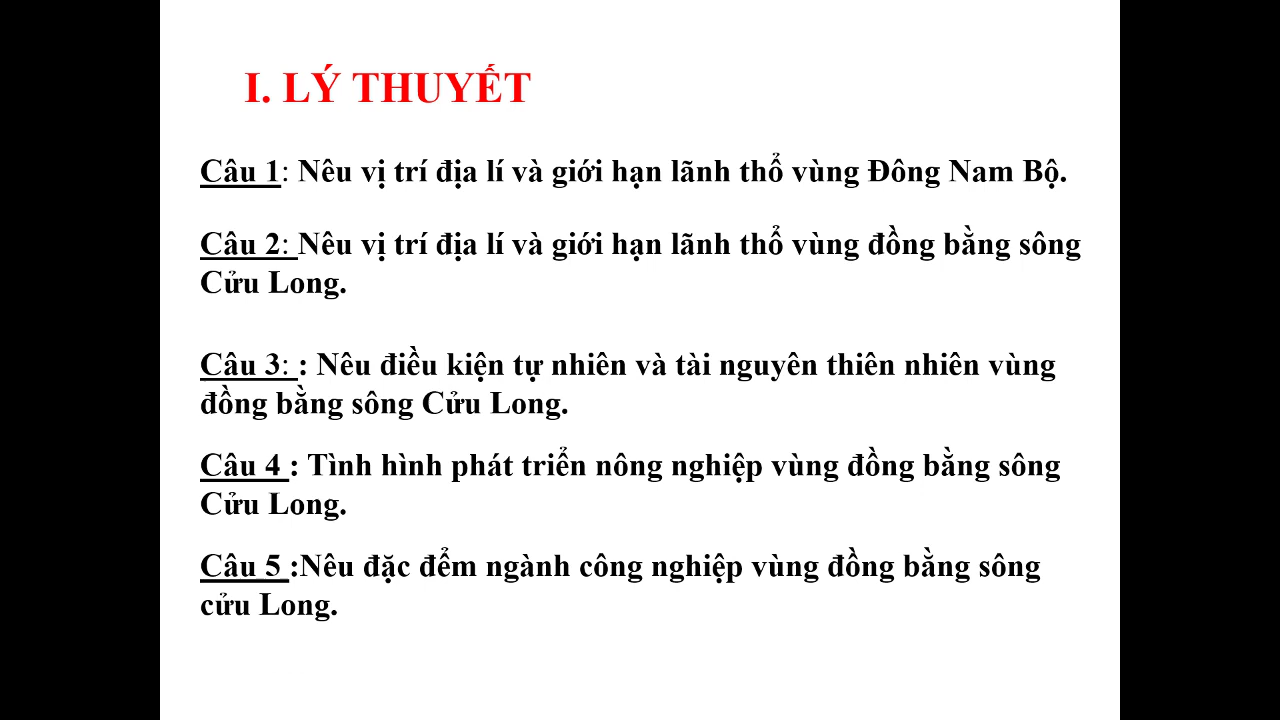 I. LÝ THUYẾT
Câu 1: Nêu vị trí địa lí và giới hạn lãnh thổ vùng Đông Nam Bộ.
Câu 2: Nêu vị trí địa lí và giới hạn lãnh thổ vùng đồng bằng sông
Cửu Long.
Câu 3: : Nêu điều kiện tự nhiên và tài nguyên thiên nhiên vùng
đồng bằng sông Cửu Long.
Câu 4 : Tình hình phát triển nông nghiệp vùng đồng bằng sông
Cửu Long.
Câu 5 :Nêu đặc đểm ngành công nghiệp vùng đồng bằng sông
cửu Long.